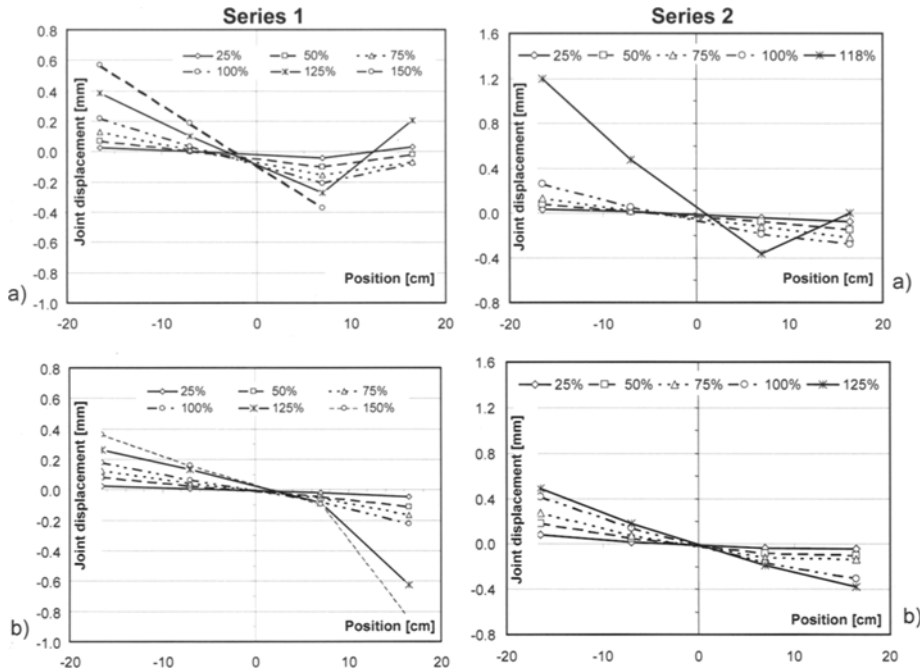 Series 1
Series 2
a)
Joint displacement [mm]
0.8
0.6
0.4
0.2
0.0
-0.2
-0.4
-0.6
-0.8
-1.0
25% 50% 75%
100% 125% 150%
Position [cm]
-20 -10 0 10 20
a)
Joint displacement [mm]
1.6
1.2
0.8
0.4
0.0
-0.4
-0.8
25% 50% 75% 100% 118%
Position [cm]
-20 -10 0 10 20
b)
Joint displacement [mm]
0.8
0.6
0.4
0.2
0.0
-0.2
-0.4
-0.6
-0.8
-1.0
25% 50% 75%
100% 125% 150%
Position [cm]
-20 -10 0 10 20
b)
Joint displacement [mm]
1.6
1.2
0.8
0.4
0.0
-0.4
-0.8
25% 50% 75% 100% 125%
Position [cm]
-20 -10 0 10 20